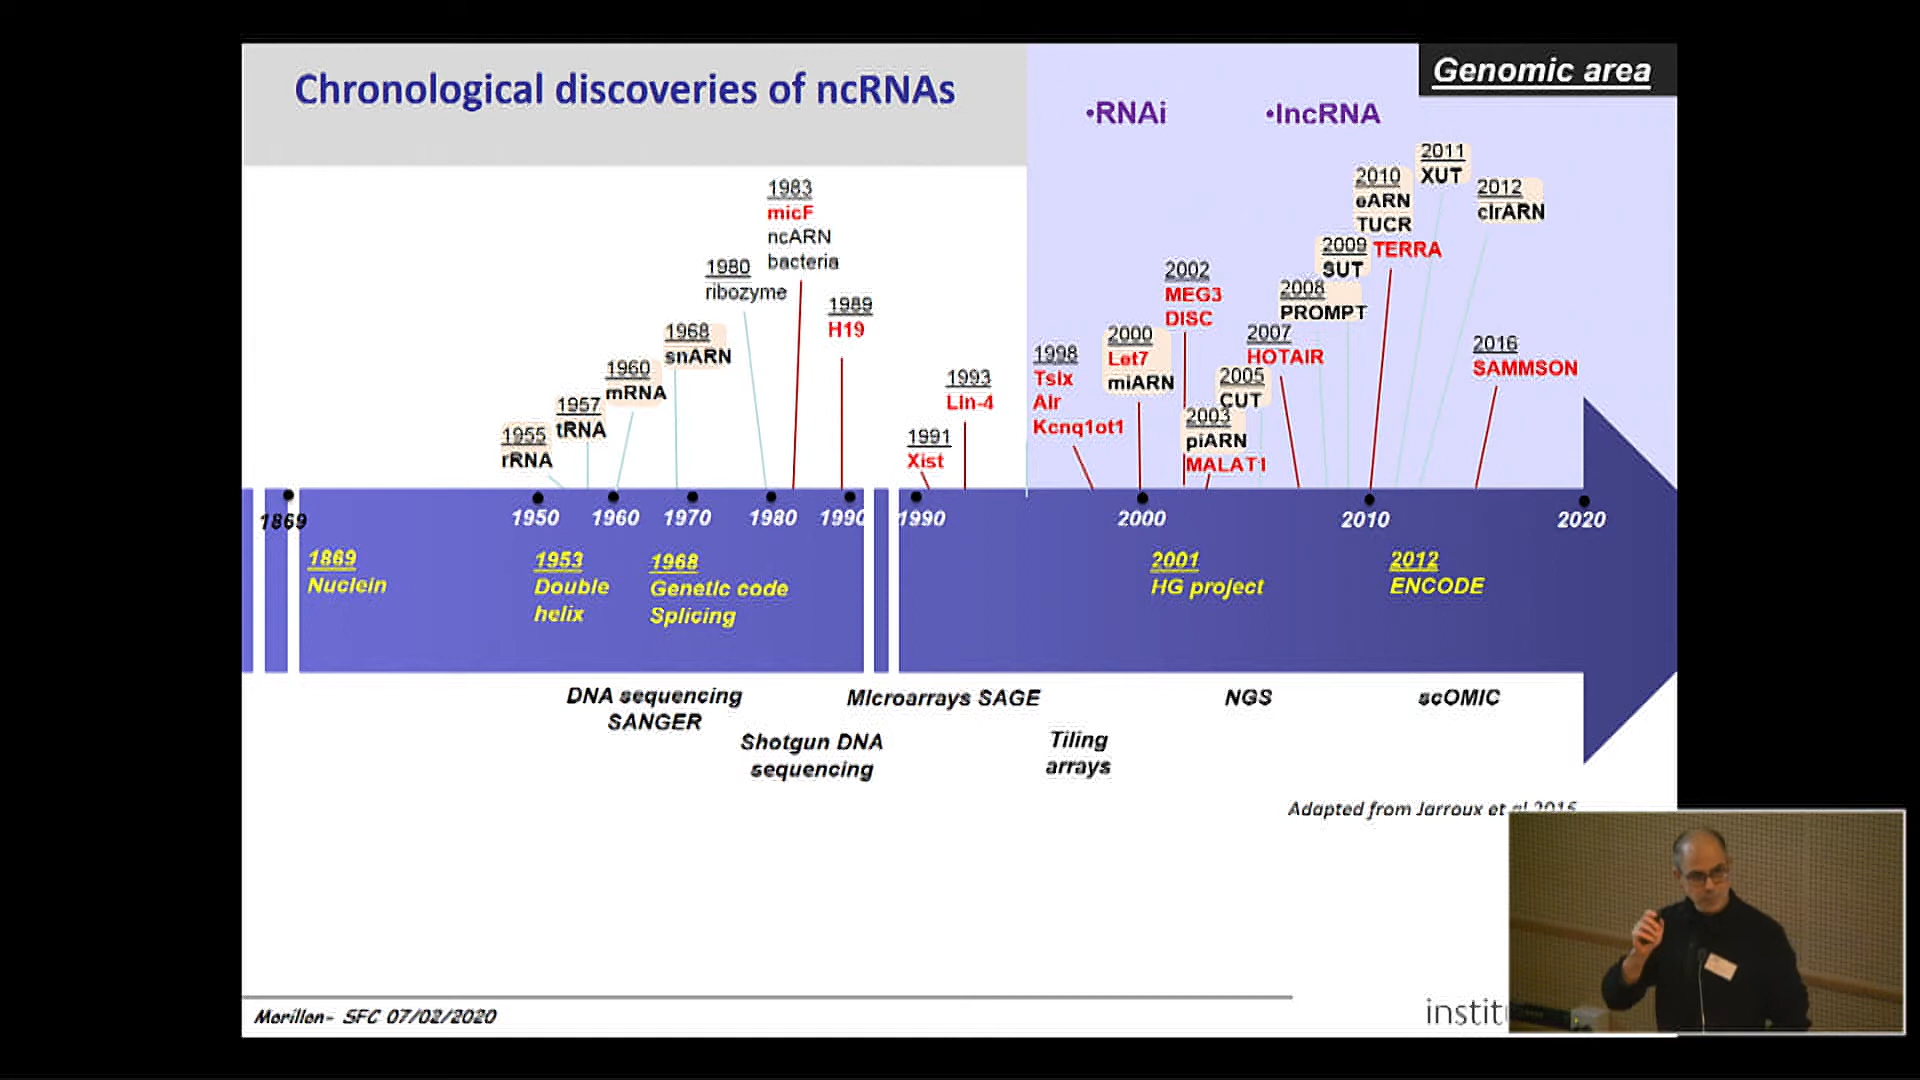 Chronological discoveries of ncRNAs
Genomic area
•RNAi
•lncRNA
1955
rRNA
1957
tRNA
1960
mRNA
1968
snARN
1980
ribozyme
1983
micF
ncARN
bacteria
1989
H19
1991
Xist
1993
Lin-4
1998
Tsix
Air
Kcnq1ot1
2000
Let7
miARN
2002
MEG3
DISC
2003
piARN
MALAT1
2005
CUT
2007
HOTAIR
2008
PROMPT
2009
SUT
2010
eARN
TUCR
TERRA
2011
XUT
2012
cirARN
2016
SAMMSON
1869
1950
1960
1970
1980
1990
1990
2000
2010
2020
1869
Nuclein
1953
Double
helix
1968
Genetic code
Splicing
2001
HG project
2012
ENCODE
DNA sequencing
SANGER
Shotgun DNA
sequencing
Microarrays SAGE
Tiling
arrays
NGS
scOMIC
Adapted from Jarroux et
Morillon- SFC 07/02/2020